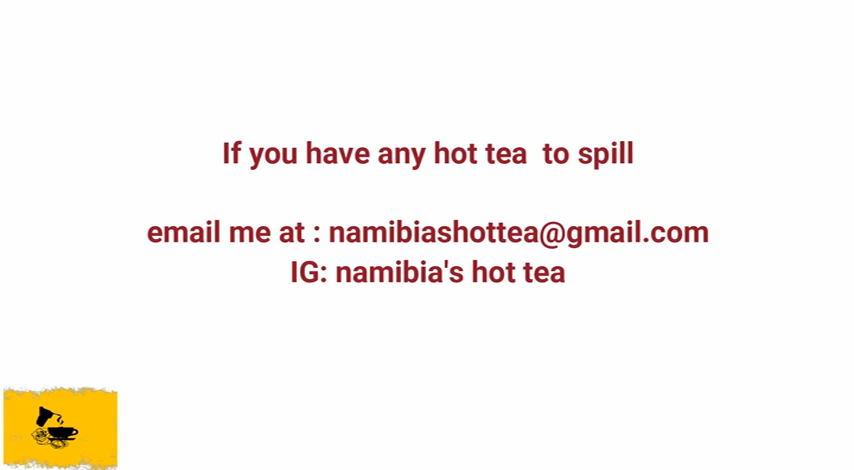 If you have any hot tea  to spill
email me at : namibiashottea@gmail.com
IG: namibia's hot tea